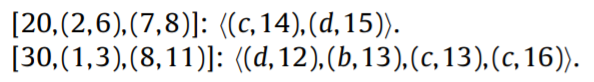 [20,(2,6),(7,8)]: ⟨(c,14),(d,15)⟩.
[30,(1,3),(8,11)]: ⟨(d,12),(b,13),(c,13),(c,16)⟩.